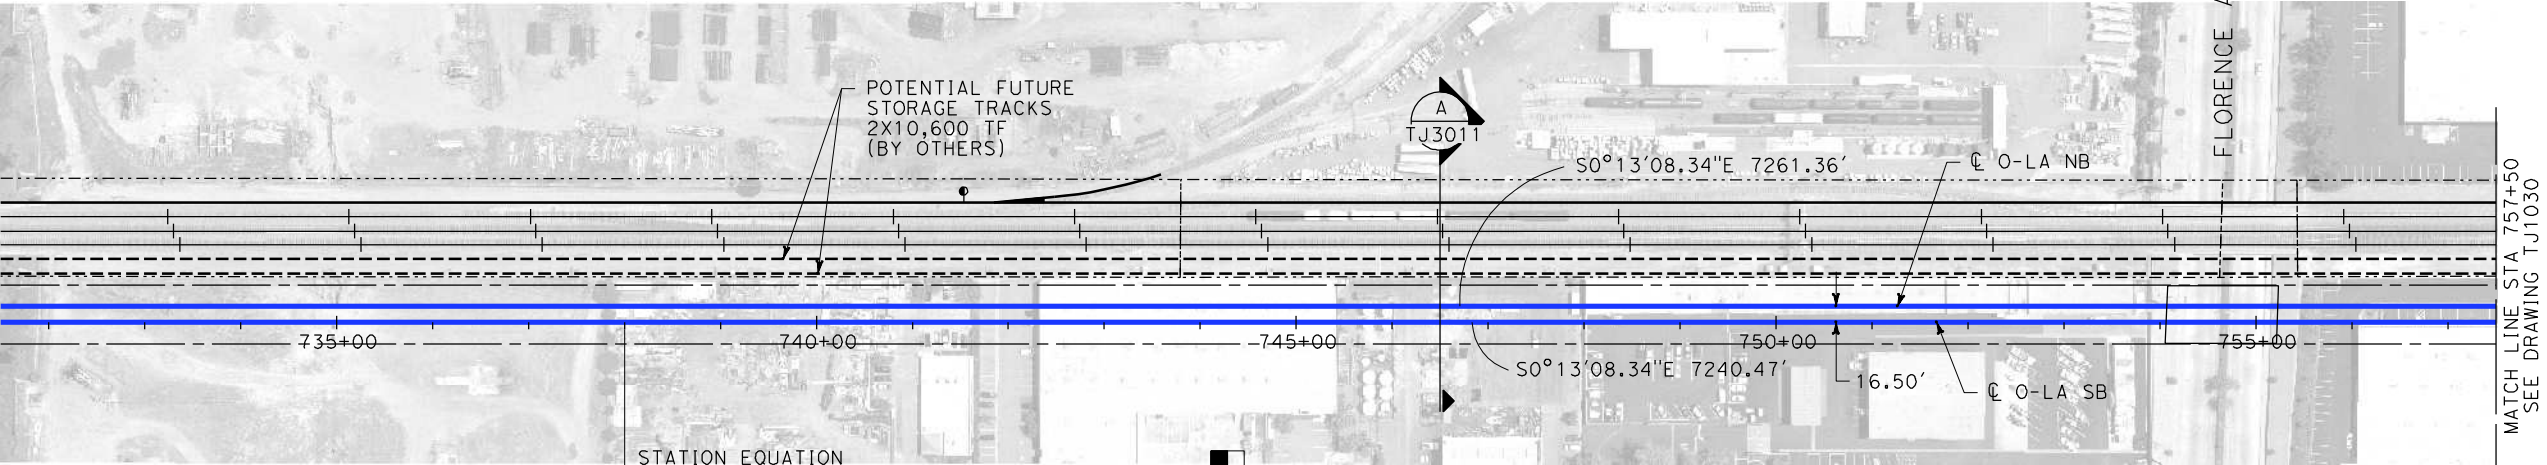 POTENTIAL FUTURE
STORAGE TRACKS
2X10,600 TF
(BY OTHERS)
A
TJ3011
S0°13'08.34"E 7261.36'
℄ O-LA NB
FLORENCE
MATCH LINE STA 757+50
SEE DRAWING TJ1030
735+00
740+00
745+00
750+00
755+00
S0°13'08.34"E 7240.47'
16.50'
℄ O-LA SB
STATION EQUATION